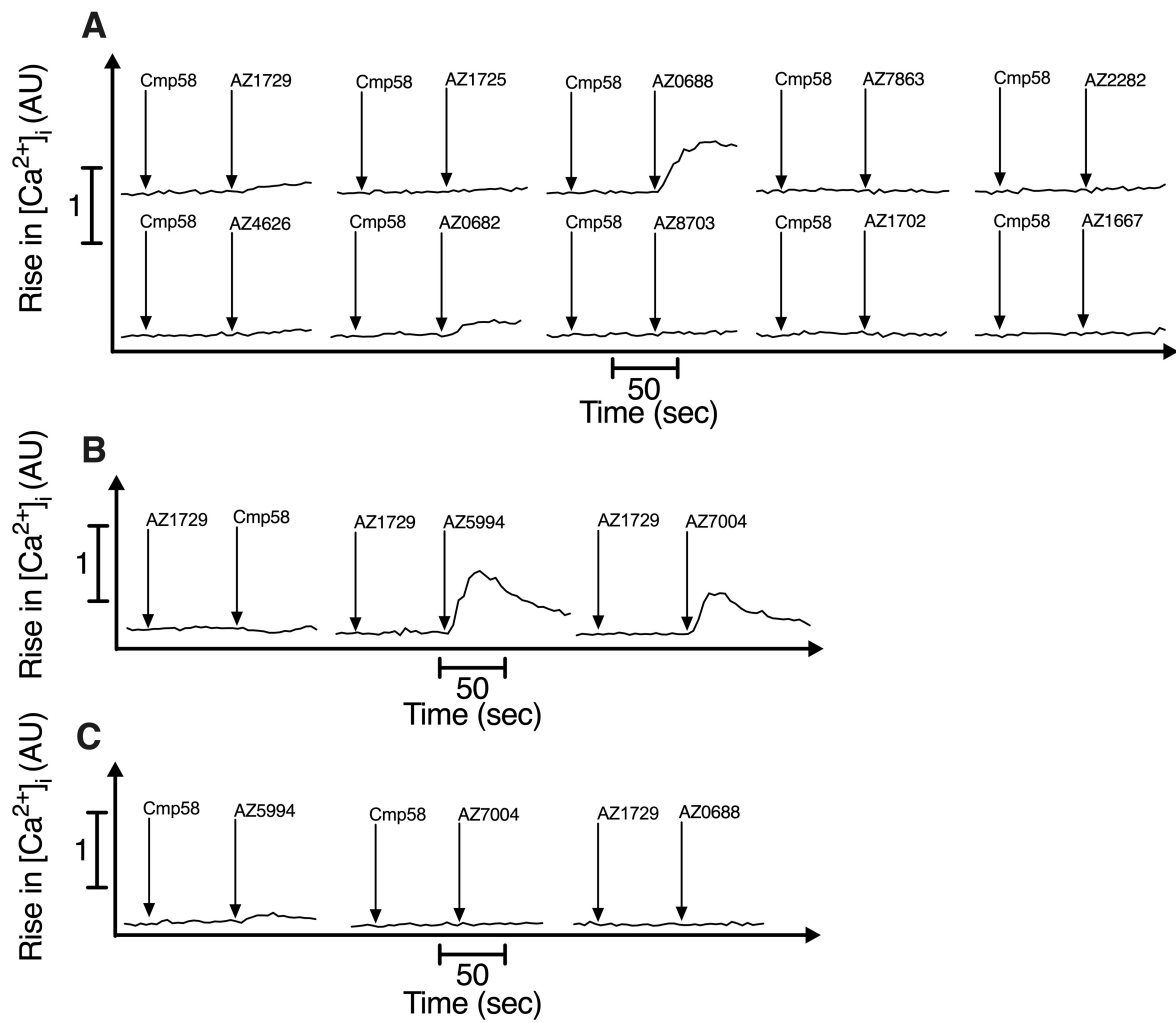 A
Rise in [Ca2+]i (AU)
1
Cmp58 AZ1729 Cmp58 AZ1725 Cmp58 AZ0688 Cmp58 AZ7863 Cmp58 AZ2282
Cmp58 AZ4626 Cmp58 AZ0682 Cmp58 AZ8703 Cmp58 AZ1702 Cmp58 AZ1667
50
Time (sec)
B
Rise in [Ca2+]i (AU)
1
AZ1729 Cmp58 AZ1729 AZ5994 AZ1729 AZ7004
50
Time (sec)
C
Rise in [Ca2+]i (AU)
1
Cmp58 AZ5994 Cmp58 AZ7004 AZ1729 AZ0688
50
Time (sec)